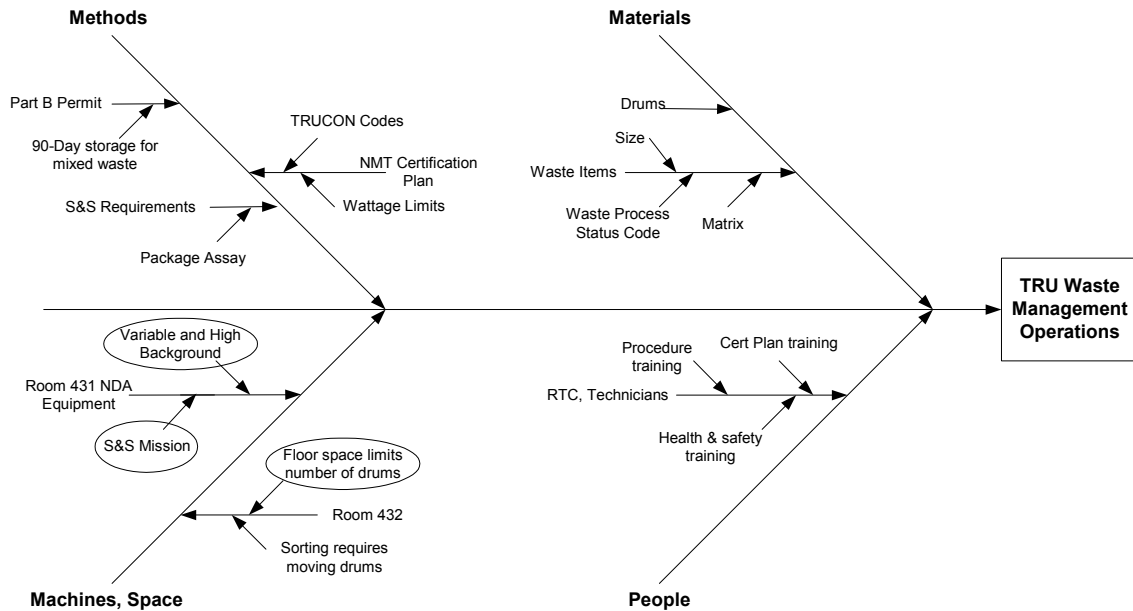 Methods
Materials
Part B Permit
90-Day storage for
mixed waste
TRUCON Codes
NMT Certification
Plan
Wattage Limits
S&S Requirements
Package Assay
Drums
Size
Waste Items
Waste Process
Status Code
Matrix
TRU Waste
Management
Operations
Variable and High
Background
Room 431 NDA
Equipment
S&S Mission
Floor space limits
number of drums
Room 432
Sorting requires
moving drums
Procedure
training
Cert Plan training
RTC, Technicians
Health & safety
training
Machines, Space
People